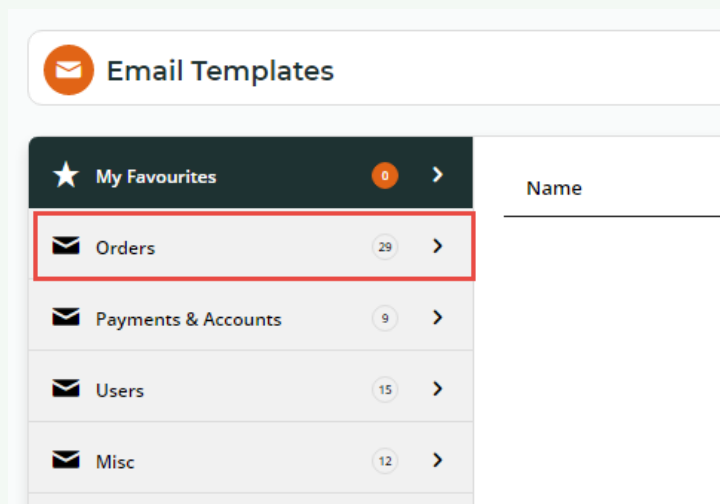 Email Templates
My Favourites 0
Name
Orders 29
Payments & Accounts 9
Users 15
Misc 12